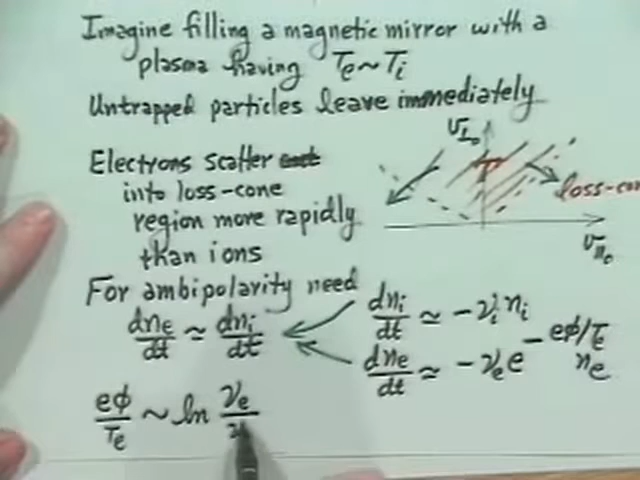 Imagine filling a magnetic mirror with a
plasma having Te ~ Ti
Untrapped particles leave immediately
Electrons scatter
into loss-cone
region more rapidly
than ions
v⊥₀
loss-con
v∥₀
For ambipolarity need
dne/dt ≃ dni/dt
dni/dt ≃ -νi ni
dne/dt ≃ -νe e^(-eϕ/Te) ne
eϕ/Te ~ ln νe/